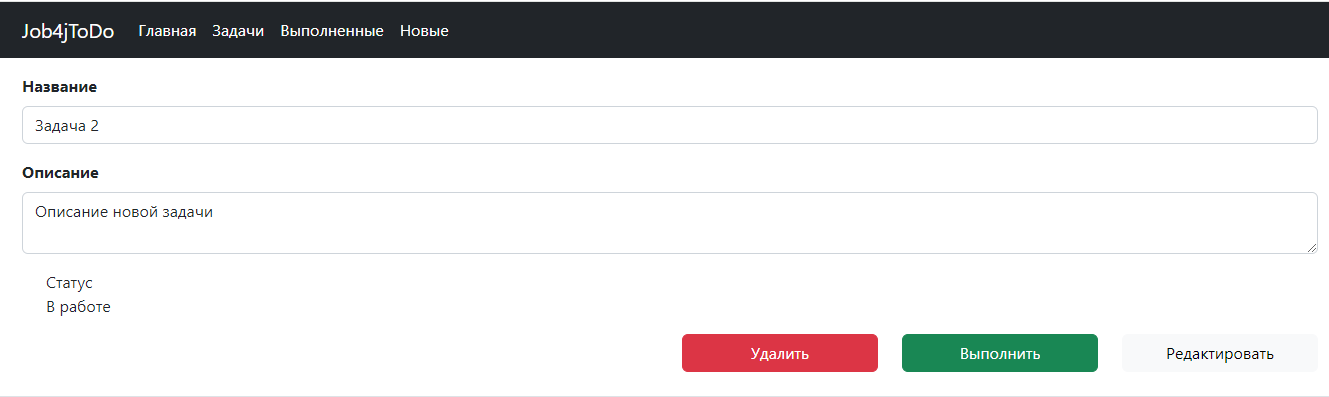 Job4jToDo Главная Задачи Выполненные Новые
Название
Задача 2
Описание
Описание новой задачи
Статус
В работе
Удалить Выполнить Редактировать